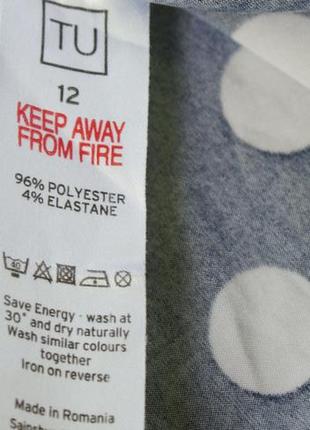 TU
12
KEEP AWAY
FROM FIRE
96% POLYESTER
4% ELASTANE
40
Save Energy - wash at
30° and dry naturally
Wash similar colours
together
Iron on reverse
Made in Romania